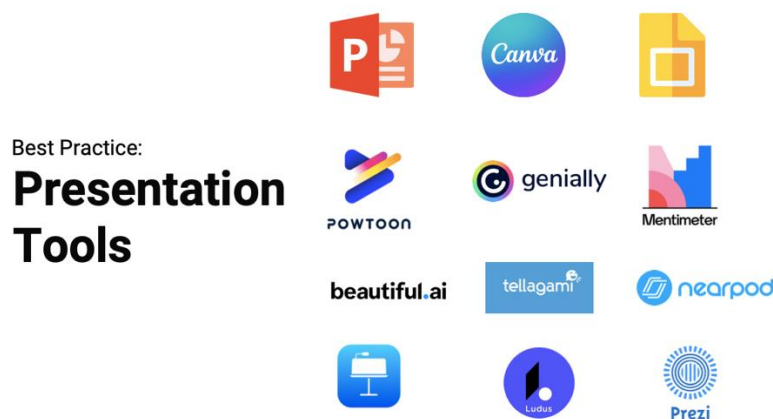 Best Practice:
Presentation
Tools
P
Canva
POWTOON
genially
Mentimeter
beautiful.ai
tellagami
nearpod
Ludus
Prezi